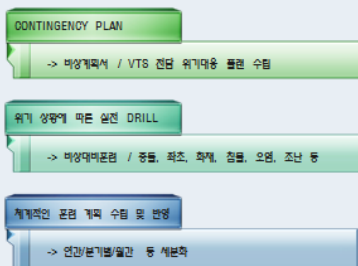 CONTINGENCY PLAN
-> 비상계획서 / VTS 전담 위기대응 플랜 수립
위기 상황에 따른 실전 DRILL
-> 비상대비훈련 / 충돌, 좌초, 화재, 침몰, 오염, 조난 등
체계적인 훈련 계획 수립 및 반영
-> 연간/분기별/월간 등 세분화